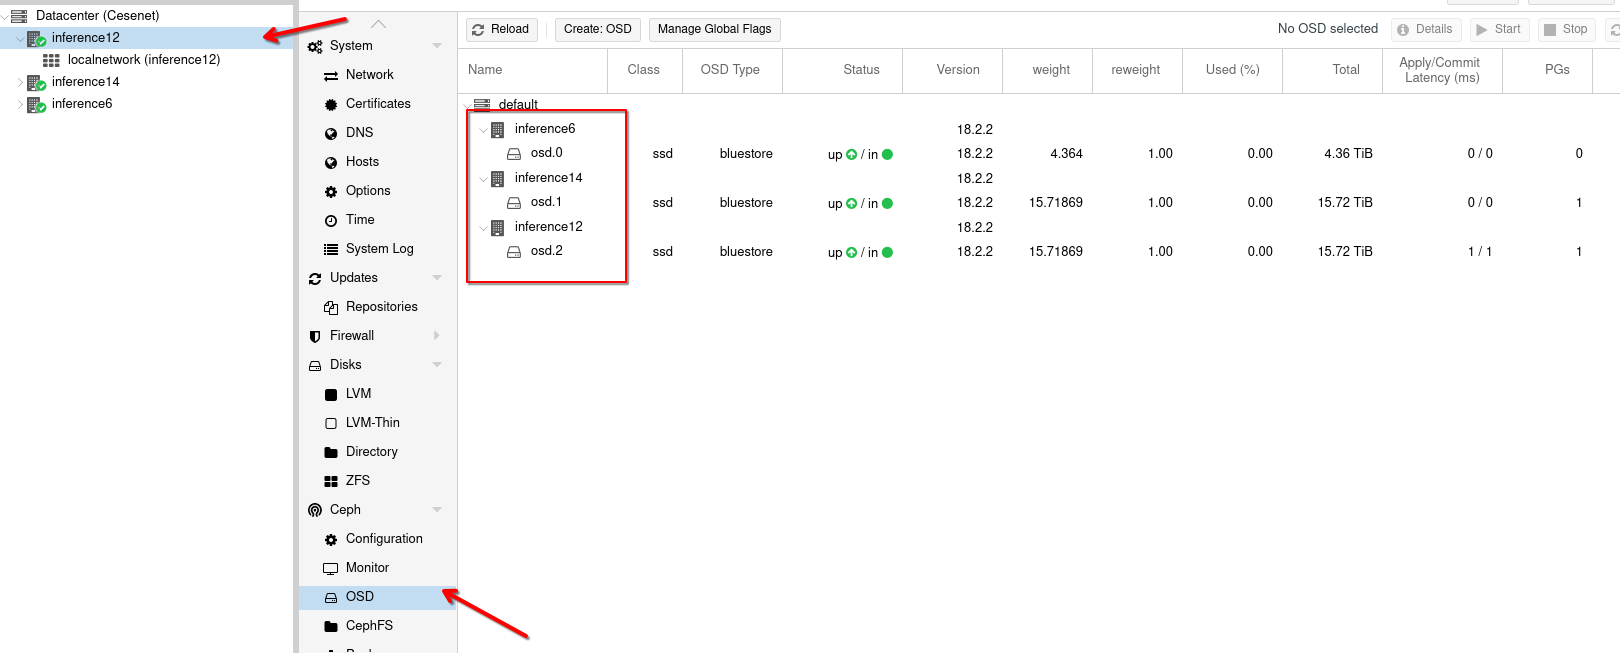 Datacenter (Cesenet)
inference12
localnetwork (inference12)
inference14
inference6
System
Network
Certificates
DNS
Hosts
Options
Time
System Log
Updates
Repositories
Firewall
Disks
LVM
LVM-Thin
Directory
ZFS
Ceph
Configuration
Monitor
OSD
CephFS
Reload Create: OSD Manage Global Flags No OSD selected Details Start Stop
Name Class OSD Type Status Version weight reweight Used (%) Total Apply/Commit Latency (ms) PGs
default
inference6 18.2.2
osd.0 ssd bluestore up / in 18.2.2 4.364 1.00 0.00 4.36 TiB 0 / 0 0
inference14 18.2.2
osd.1 ssd bluestore up / in 18.2.2 15.71869 1.00 0.00 15.72 TiB 0 / 0 1
inference12 18.2.2
osd.2 ssd bluestore up / in 18.2.2 15.71869 1.00 0.00 15.72 TiB 1 / 1 1